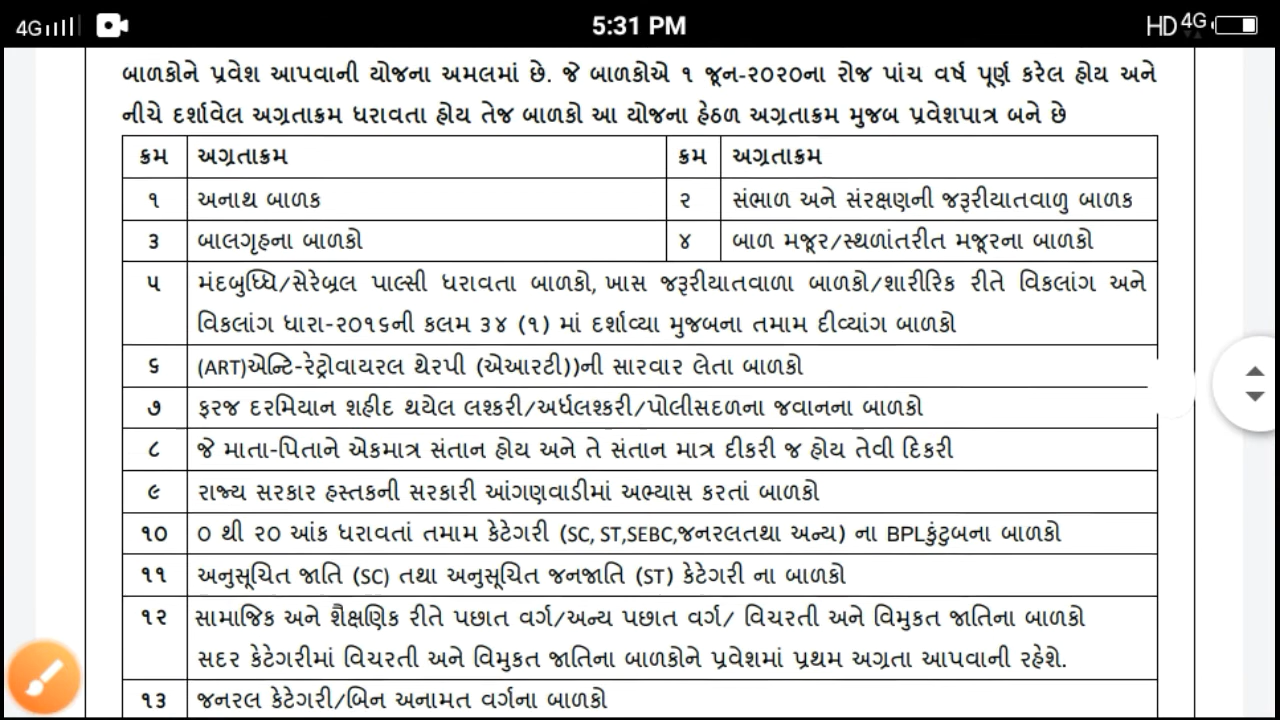 4G
5:31 PM
HD 4G
બાળકોને પ્રવેશ આપવાની યોજના અમલમાં છે. જે બાળકોએ ૧ જૂન-૨૦૨૦ના રોજ પાંચ વર્ષ પૂર્ણ કરેલ હોય અને
નીચે દર્શાવેલ અગ્રતાક્રમ ધરાવતા હોય તેજ બાળકો આ યોજના હેઠળ અગ્રતાક્રમ મુજબ પ્રવેશપાત્ર બને છે
ક્રમ અગ્રતાક્રમ ક્રમ અગ્રતાક્રમ
૧ અનાથ બાળક ૨ સંભાળ અને સંરક્ષણની જરૂરીયાતવાળુ બાળક
૩ બાલગૃહના બાળકો ૪ બાળ મજૂર/સ્થળાંતરીત મજૂરના બાળકો
૫ મંદબુધ્ધિ/સેરેબ્રલ પાલ્સી ધરાવતા બાળકો, ખાસ જરૂરીયાતવાળા બાળકો/શારીરિક રીતે વિકલાંગ અને
વિકલાંગ ધારા-૨૦૧૬ની કલમ ૩૪ (૧) માં દર્શાવ્યા મુજબના તમામ દીવ્યાંગ બાળકો
૬ (ART)એન્ટિ-રેટ્રોવાયરલ થેરપી (એઆરટી))ની સારવાર લેતા બાળકો
૭ ફરજ દરમિયાન શહીદ થયેલ લશ્કરી/અર્ધલશ્કરી/પોલીસદળના જવાનના બાળકો
૮ જે માતા-પિતાને એકમાત્ર સંતાન હોય અને તે સંતાન માત્ર દીકરી જ હોય તેવી દિકરી
૯ રાજ્ય સરકાર હસ્તકની સરકારી આંગણવાડીમાં અભ્યાસ કરતાં બાળકો
૧૦ ૦ થી ૨૦ આંક ધરાવતાં તમામ કેટેગરી (SC, ST,SEBC,જનરલતથા અન્ય) ના BPLકુંટુબના બાળકો
૧૧ અનુસૂચિત જાતિ (SC) તથા અનુસૂચિત જનજાતિ (ST) કેટેગરી ના બાળકો
૧૨ સામાજિક અને શૈક્ષણિક રીતે પછાત વર્ગ/અન્ય પછાત વર્ગ/ વિચરતી અને વિમુકત જાતિના બાળકો
સદર કેટેગરીમાં વિચરતી અને વિમુકત જાતિના બાળકોને પ્રવેશમાં પ્રથમ અગ્રતા આપવાની રહેશે.
૧૩ જનરલ કેટેગરી/બિન અનામત વર્ગના બાળકો